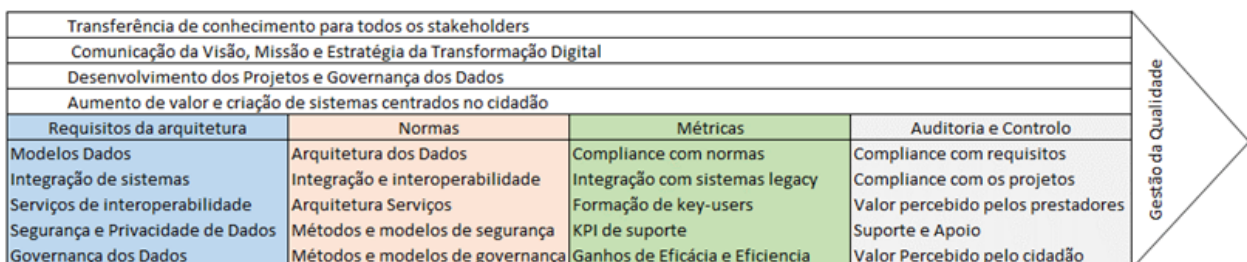 Transferência de conhecimento para todos os stakeholders
Comunicação da Visão, Missão e Estratégia da Transformação Digital
Desenvolvimento dos Projetos e Governança dos Dados
Aumento de valor e criação de sistemas centrados no cidadão
Requisitos da arquitetura Normas Métricas Auditoria e Controlo
Modelos Dados Arquitetura dos Dados Compliance com normas Compliance com requisitos
Integração de sistemas Integração e interoperabilidade Integração com sistemas legacy Compliance com os projetos
Serviços de interoperabilidade Arquitetura Serviços Formação de key-users Valor percebido pelos prestadores
Segurança e Privacidade de Dados Métodos e modelos de segurança KPI de suporte Suporte e Apoio
Governança dos Dados Métodos e modelos de governança Ganhos de Eficácia e Eficiencia Valor Percebido pelo cidadão
Gestão da Qualidade